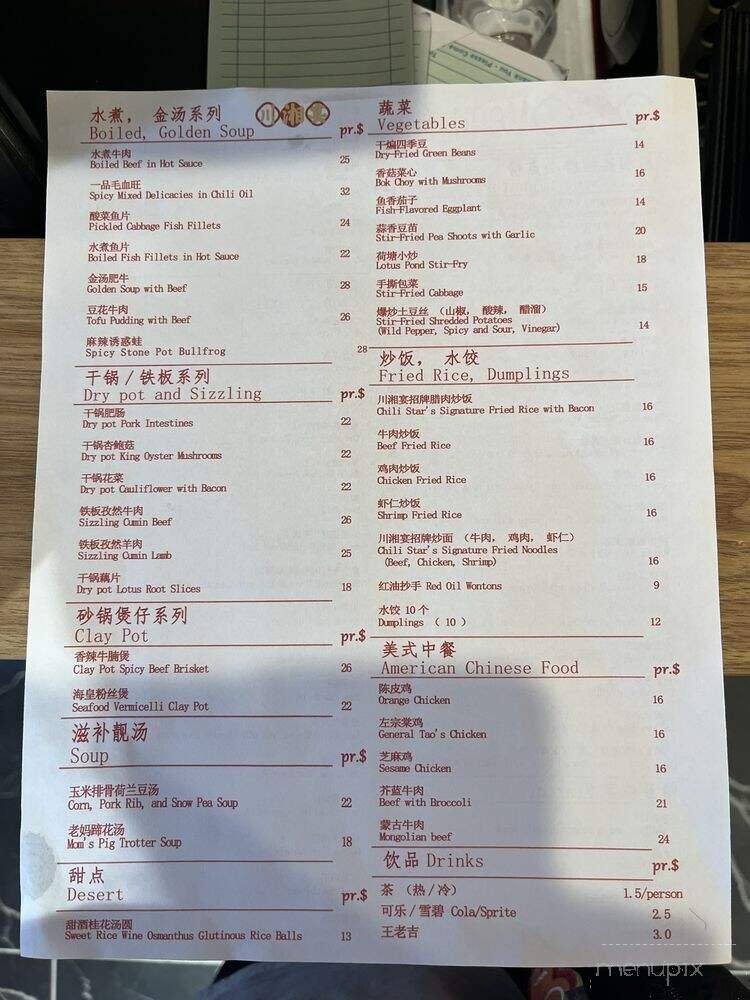 水煮， 金汤系列
川湘宴
Boiled, Golden Soup pr.$
水煮牛肉
Boiled Beef in Hot Sauce 25
一品毛血旺
Spicy Mixed Delicacies in Chili Oil 32
酸菜鱼片
Pickled Cabbage Fish Fillets 24
水煮鱼片
Boiled Fish Fillets in Hot Sauce 22
金汤肥牛
Golden Soup with Beef 28
豆花牛肉
Tofu Pudding with Beef 26
麻辣诱惑蛙
Spicy Stone Pot Bullfrog 28
干锅/铁板系列
Dry pot and Sizzling pr.$
干锅肥肠
Dry pot Pork Intestines 22
干锅杏鲍菇
Dry pot King Oyster Mushrooms 22
干锅花菜
Dry pot Cauliflower with Bacon 22
铁板孜然牛肉
Sizzling Cumin Beef 26
铁板孜然羊肉
Sizzling Cumin Lamb 25
干锅藕片
Dry pot Lotus Root Slices 18
砂锅煲仔系列
Clay Pot pr.$
香辣牛腩煲
Clay Pot Spicy Beef Brisket 26
海皇粉丝煲
Seafood Vermicelli Clay Pot 22
滋补靓汤
Soup pr.$
玉米排骨荷兰豆汤
Corn, Pork Rib, and Snow Pea Soup 22
老妈蹄花汤
Mom's Pig Trotter Soup 18
甜点
Desert pr.$
甜酒桂花汤圆
Sweet Rice Wine Osmanthus Glutinous Rice Balls 13
蔬菜
Vegetables pr.$
干煸四季豆
Dry-Fried Green Beans 14
香菇菜心
Bok Choy with Mushrooms 16
鱼香茄子
Fish-Flavored Eggplant 14
蒜香豆苗
Stir-Fried Pea Shoots with Garlic 20
荷塘小炒
Lotus Pond Stir-Fry 18
手撕包菜
Stir-Fried Cabbage 15
爆炒土豆丝 （山椒， 酸辣， 醋溜）
Stir-Fried Shredded Potatoes
(Wild Pepper, Spicy and Sour, Vinegar) 14
炒饭， 水饺
Fried Rice, Dumplings
川湘宴招牌腊肉炒饭
Chili Star's Signature Fried Rice with Bacon 16
牛肉炒饭
Beef Fried Rice 16
鸡肉炒饭
Chicken Fried Rice 16
虾仁炒饭
Shrimp Fried Rice 16
川湘宴招牌炒面 （牛肉， 鸡肉， 虾仁）
Chili Star's Signature Fried Noodles
(Beef, Chicken, Shrimp) 16
红油抄手 Red Oil Wontons 9
水饺 10 个
Dumplings （ 10 ） 12
美式中餐
American Chinese Food pr.$
陈皮鸡
Orange Chicken 16
左宗棠鸡
General Tao's Chicken 16
芝麻鸡
Sesame Chicken 16
芥蓝牛肉
Beef with Broccoli 21
蒙古牛肉
Mongolian beef 24
饮品 Drinks pr.$
茶 （热/冷） 1.5/person
可乐/雪碧 Cola/Sprite 2.5
王老吉 3.0
menupix